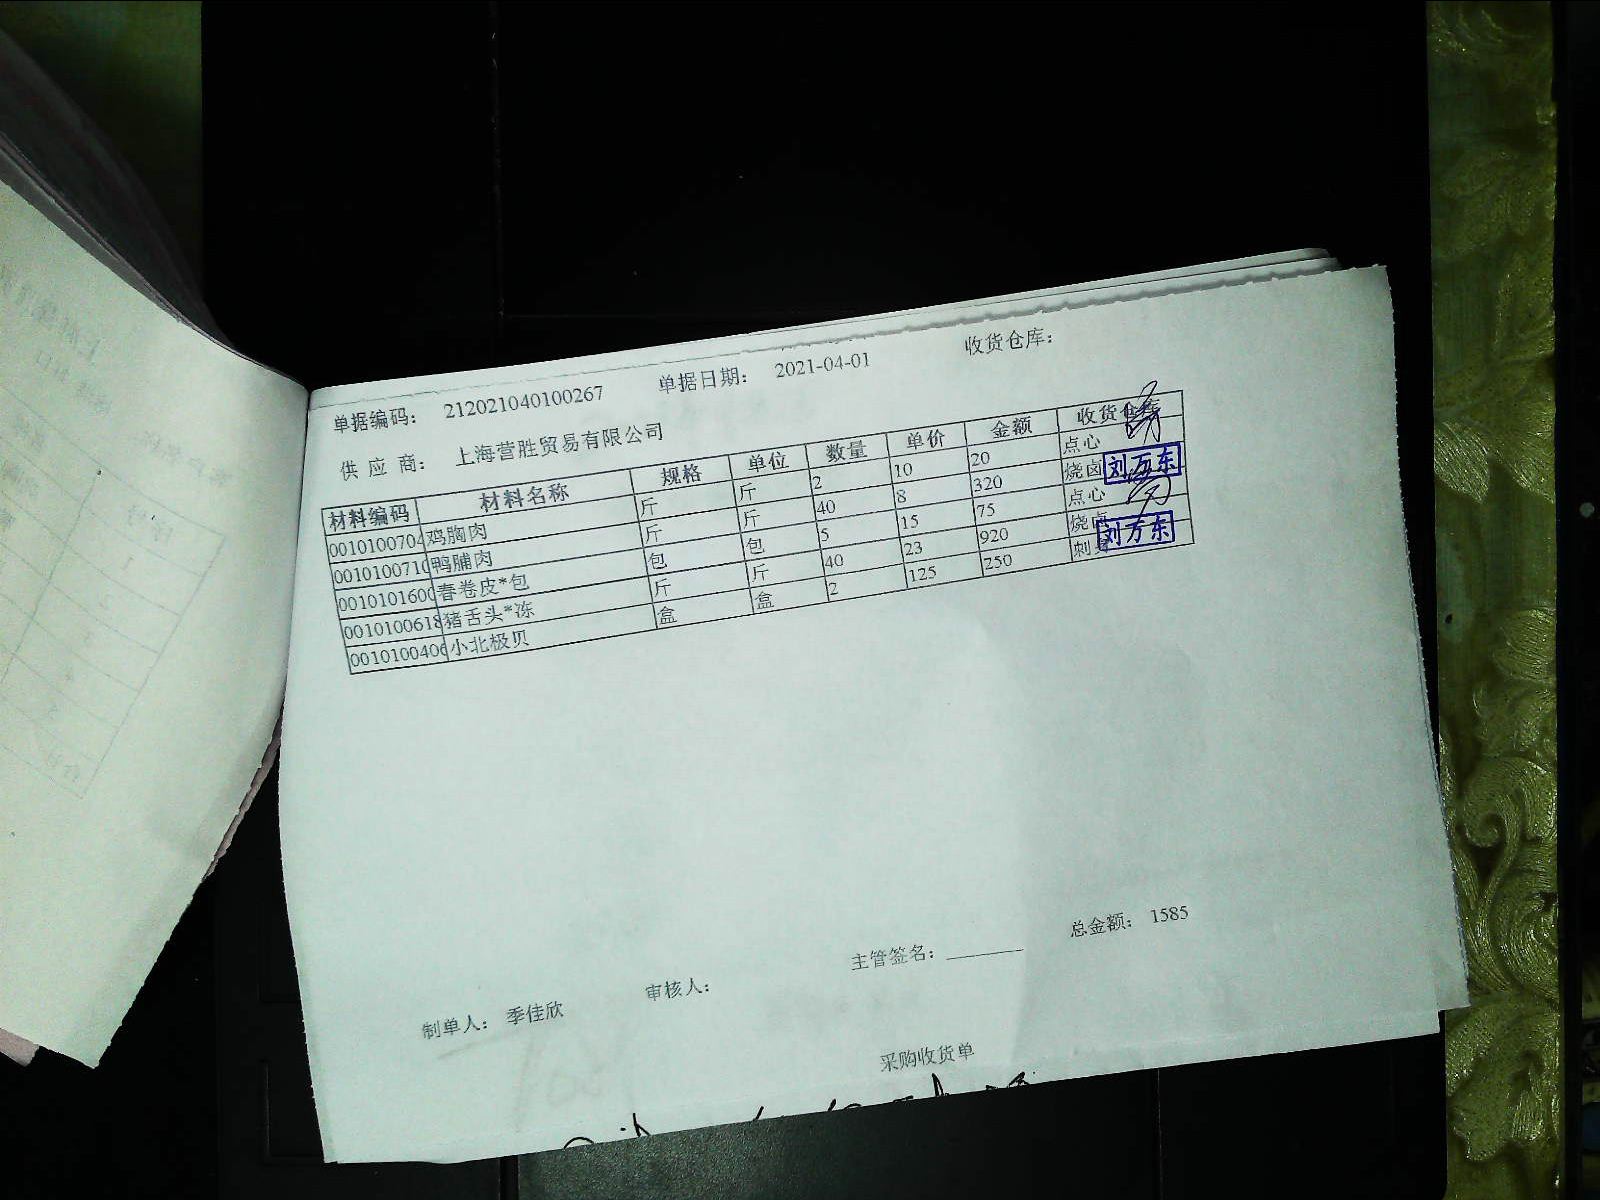 单据编码： 212021040100267 单据日期： 2021-04-01 收货仓库：
供 应 商： 上海营胜贸易有限公司
材料编码 材料名称 规格 单位 数量 单价 金额 收货仓库
0010100704 鸡胸肉 斤 斤 2 10 20 点心
001010071 鸭脯肉 斤 斤 40 8 320 烧卤 刘万东
0010101600 春卷皮*包 包 包 5 15 75 点心
0010100618 猪舌头*冻 斤 斤 40 23 920 烧卤 刘万东
0010100406 小北极贝 盒 盒 2 125 250 刺身
总金额： 1585
主管签名：
审核人：
制单人： 季佳欣
采购收货单